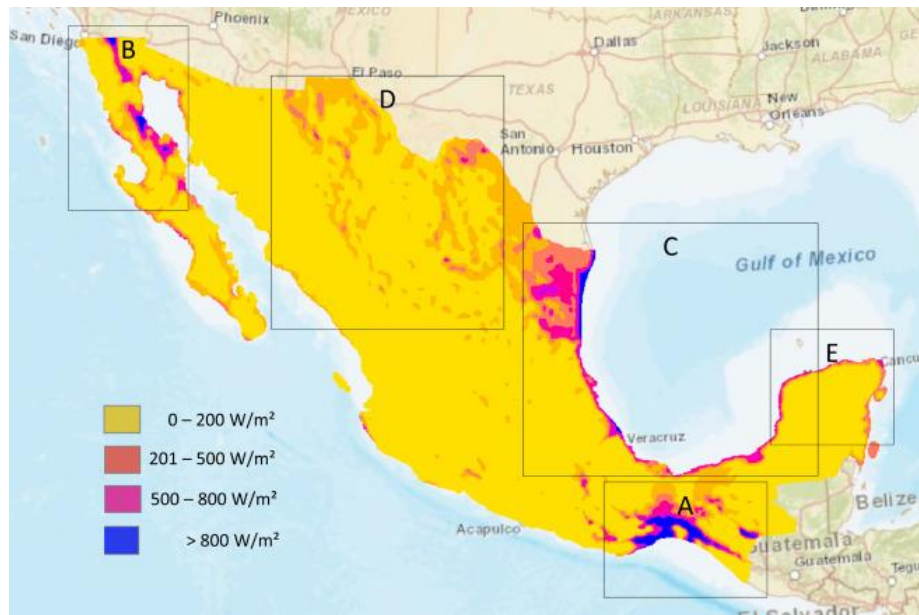 Phoenix
MEXICO
ARKANSAS
San Diego
B
Dallas
Jackson
ALABAMA
El Paso
TEXAS
D
LOUISIANA
New
Orleans
San
Antonio
Houston
C
Gulf of Mexico
E
Cancu
0 – 200 W/m²
201 – 500 W/m²
500 – 800 W/m²
> 800 W/m²
Veracruz
A
Acapulco
Belize
Guatemala
Guatemala
Tegu
El Salvador